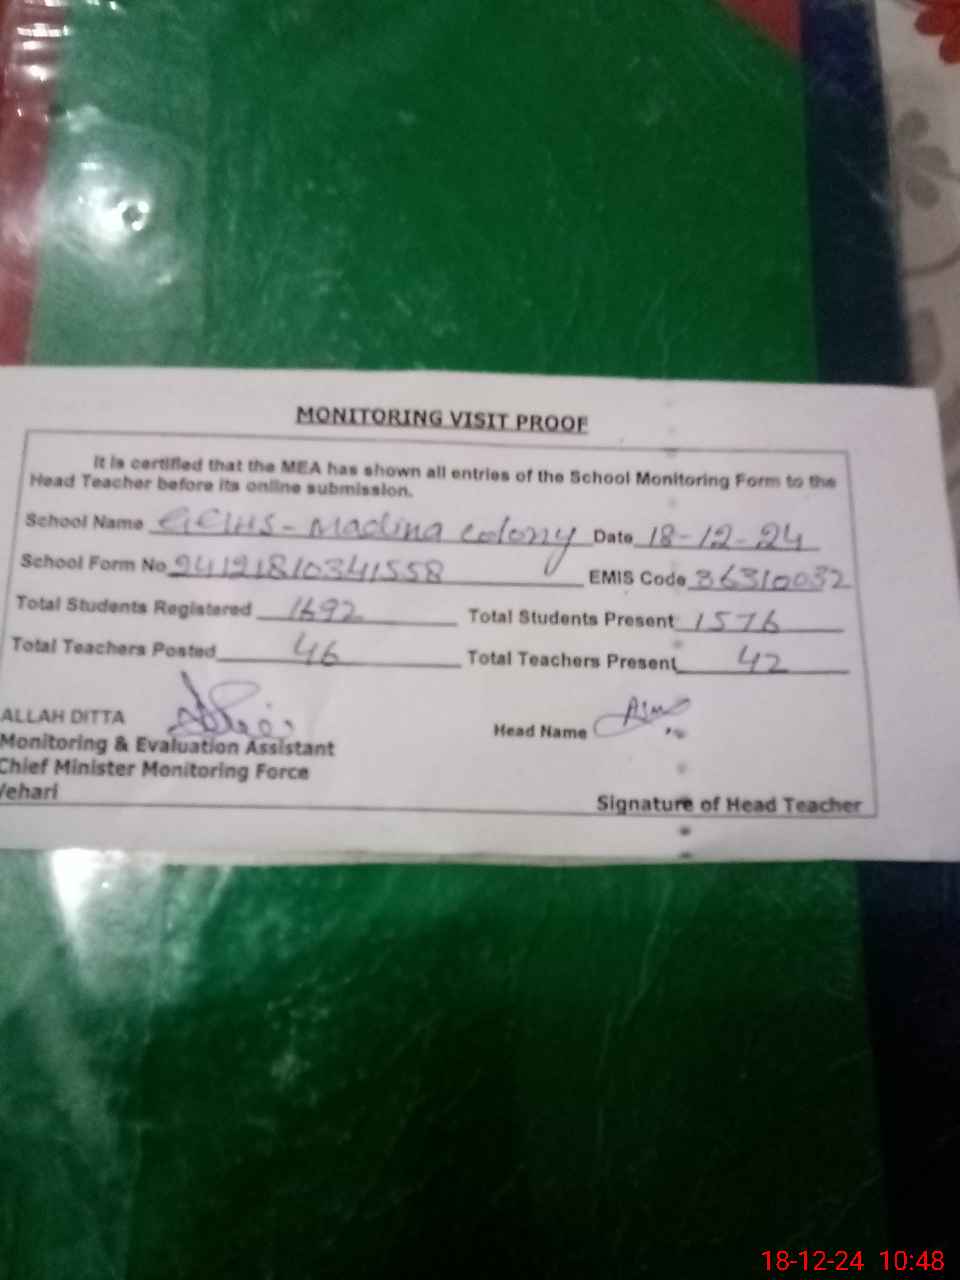 MONITORING VISIT PROOF
It is certified that the MEA has shown all entries of the School Monitoring Form to the
Head Teacher before its online submission.
School Name GGHS - Madina colony Date 18-12-24
School Form No 24121810341558 EMIS Code 36310032
Total Students Registered 1692 Total Students Present 1576
Total Teachers Posted 46 Total Teachers Present 42
ALLAH DITTA
Head Name
Monitoring & Evaluation Assistant
Chief Minister Monitoring Force
Vehari
Signature of Head Teacher
18-12-24 10:48